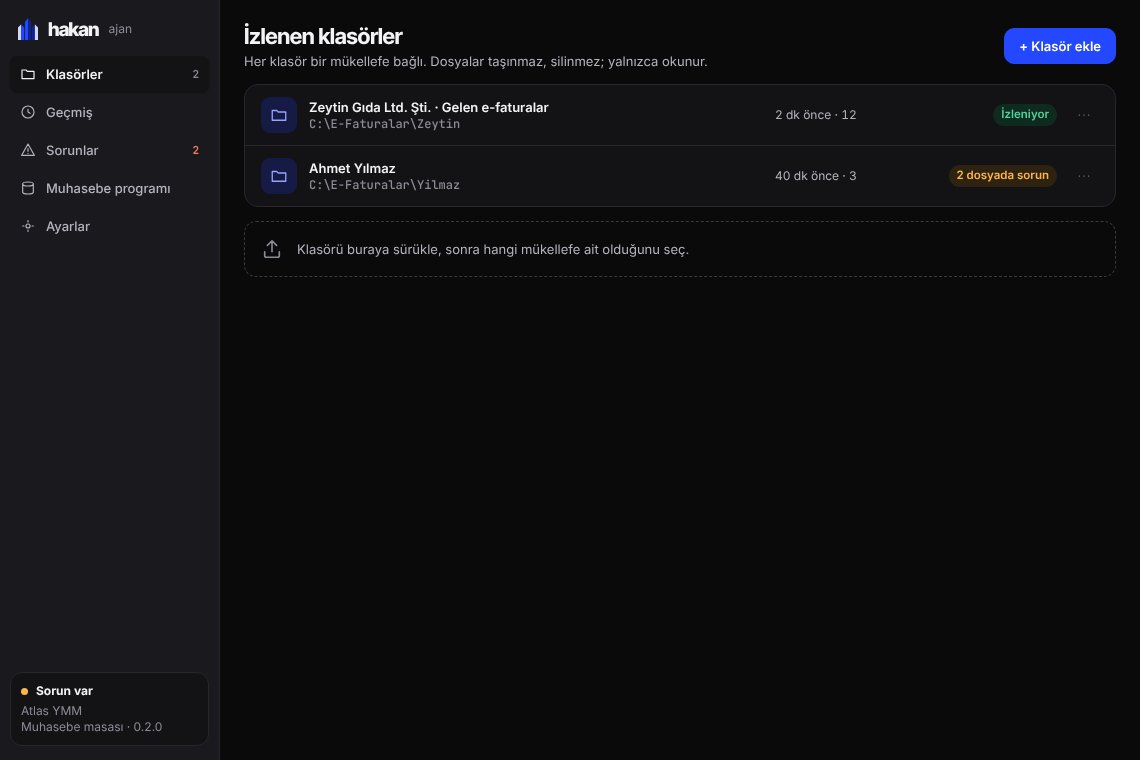 hakan ajan
Klasörler 2
Geçmiş
Sorunlar 2
Muhasebe programı
Ayarlar
Sorun var
Atlas YMM
Muhasebe masası · 0.2.0
İzlenen klasörler
Her klasör bir mükellefe bağlı. Dosyalar taşınmaz, silinmez; yalnızca okunur.
+ Klasör ekle
Zeytin Gıda Ltd. Şti. · Gelen e-faturalar
C:\E-Faturalar\Zeytin
2 dk önce · 12
İzleniyor
···
Ahmet Yılmaz
C:\E-Faturalar\Yilmaz
40 dk önce · 3
2 dosyada sorun
···
Klasörü buraya sürükle, sonra hangi mükellefe ait olduğunu seç.